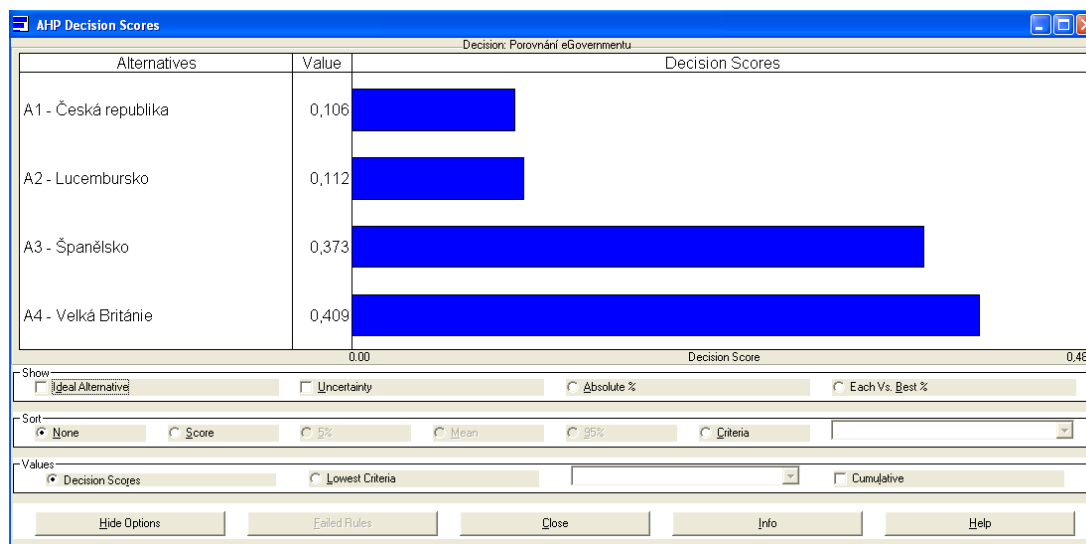 AHP Decision Scores
Decision: Porovnání eGovernmentu
Alternatives Value Decision Scores
A1 - Česká republika 0,106
A2 - Lucembursko 0,112
A3 - Španělsko 0,373
A4 - Velká Británie 0,409
0.00 Decision Score 0,48
Show
Ideal Alternative Uncertainty Absolute % Each Vs. Best %
Sort
None Score 5% Mean 95% Criteria
Values
Decision Scores Lowest Criteria Cumulative
Hide Options Failed Rules Close Info Help